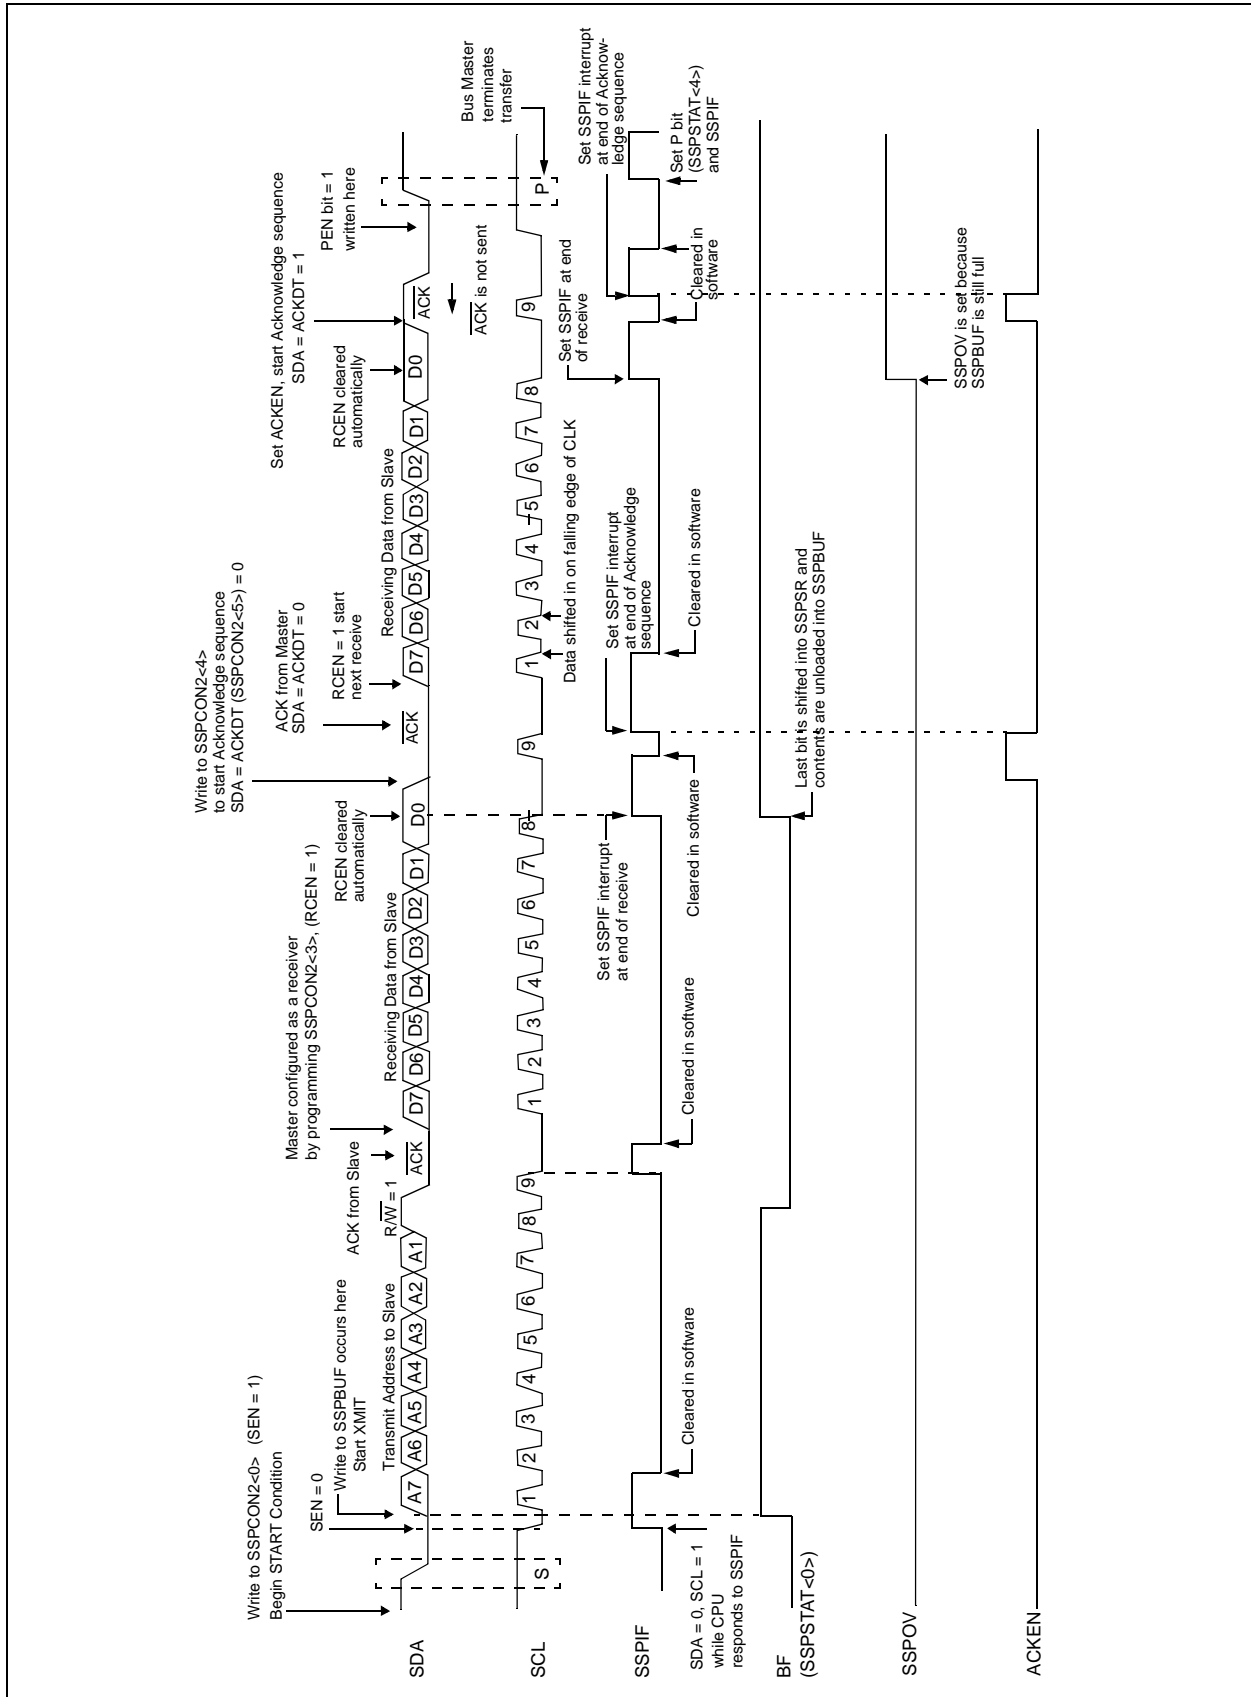 Write to SSPCON2<0> (SEN = 1)
Begin START Condition
SEN = 0
Write to SSPBUF occurs here
Start XMIT
Transmit Address to Slave
R/W = 1
ACK from Slave
Master configured as a receiver
by programming SSPCON2<3>, (RCEN = 1)
Receiving Data from Slave
RCEN cleared
automatically
Write to SSPCON2<4>
to start Acknowledge sequence
SDA = ACKDT (SSPCON2<5>) = 0
ACK from Master
SDA = ACKDT = 0
RCEN = 1 start
next receive
Receiving Data from Slave
RCEN cleared
automatically
Set ACKEN, start Acknowledge sequence
SDA = ACKDT = 1
PEN bit = 1
written here
SDA
A7 A6 A5 A4 A3 A2 A1
ACK
D7 D6 D5 D4 D3 D2 D1 D0
ACK
D7 D6 D5 D4 D3 D2 D1 D0
ACK
ACK is not sent
Bus Master
terminates
transfer
SCL
S
1 2 3 4 5 6 7 8 9
1 2 3 4 5 6 7 8 9
1 2 3 4 5 6 7 8 9
P
Data shifted in on falling edge of CLK
Set SSPIF interrupt
at end of receive
Set SSPIF interrupt
at end of Acknowledge
sequence
Set SSPIF at end
of receive
Set SSPIF interrupt
at end of Acknow-
ledge sequence
SSPIF
SDA = 0, SCL = 1
while CPU
responds to SSPIF
Cleared in software
Cleared in software
Cleared in software
Cleared in software
Cleared in
software
Set P bit
(SSPSTAT<4>)
and SSPIF
BF
(SSPSTAT<0>)
Last bit is shifted into SSPSR and
contents are unloaded into SSPBUF
SSPOV
SSPOV is set because
SSPBUF is still full
ACKEN